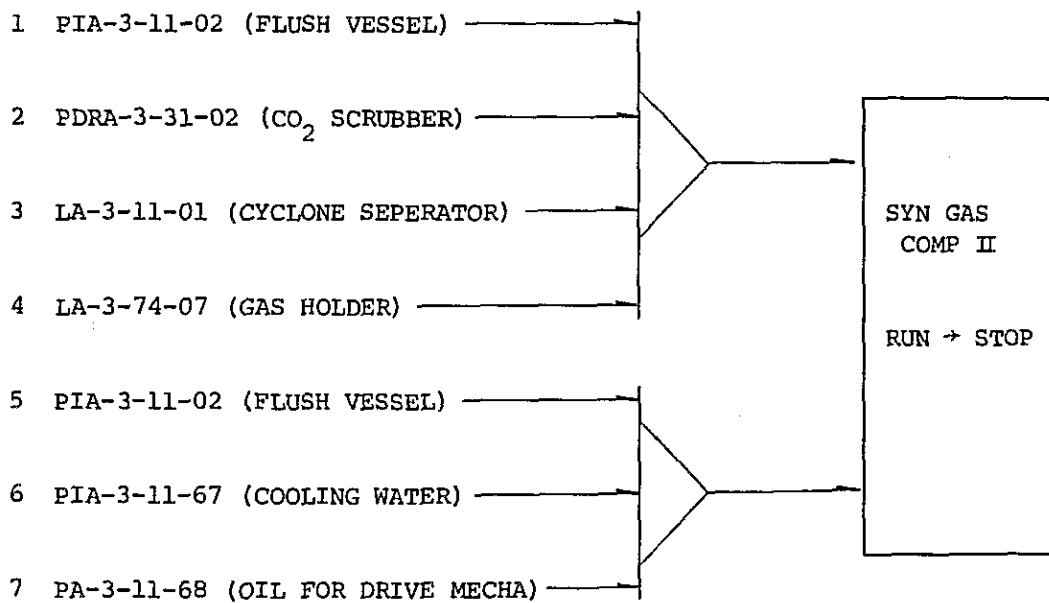 1 PIA-3-11-02 (FLUSH VESSEL)
2 PDRA-3-31-02 (CO2 SCRUBBER)
3 LA-3-11-01 (CYCLONE SEPERATOR)
4 LA-3-74-07 (GAS HOLDER)
5 PIA-3-11-02 (FLUSH VESSEL)
6 PIA-3-11-67 (COOLING WATER)
7 PA-3-11-68 (OIL FOR DRIVE MECHA)
SYN GAS
COMP II
RUN → STOP